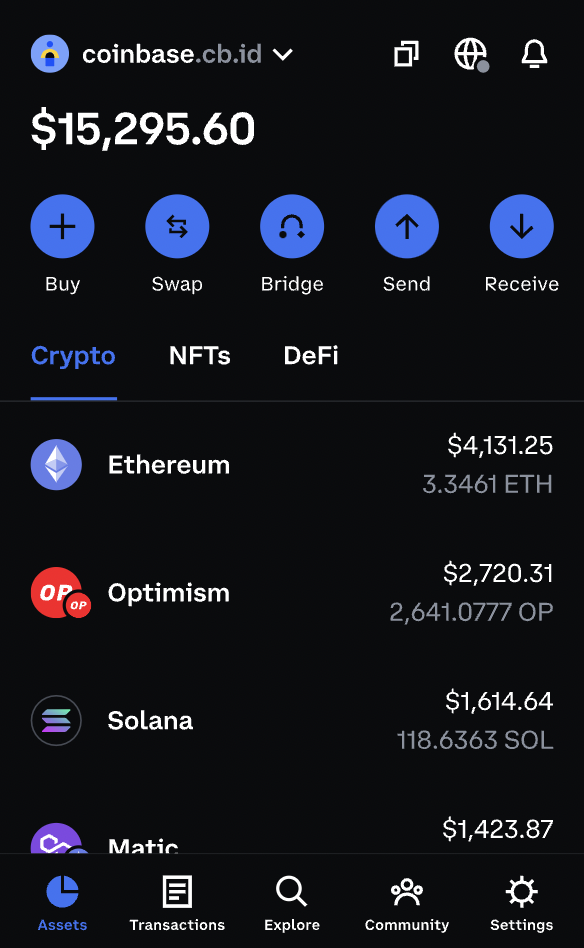 coinbase.cb.id
$15,295.60
Buy Swap Bridge Send Receive
Crypto NFTs DeFi
Ethereum $4,131.25
3.3461 ETH
OP OP Optimism $2,720.31
2,641.0777 OP
Solana $1,614.64
118.6363 SOL
Matic $1,423.87
Assets Transactions Explore Community Settings